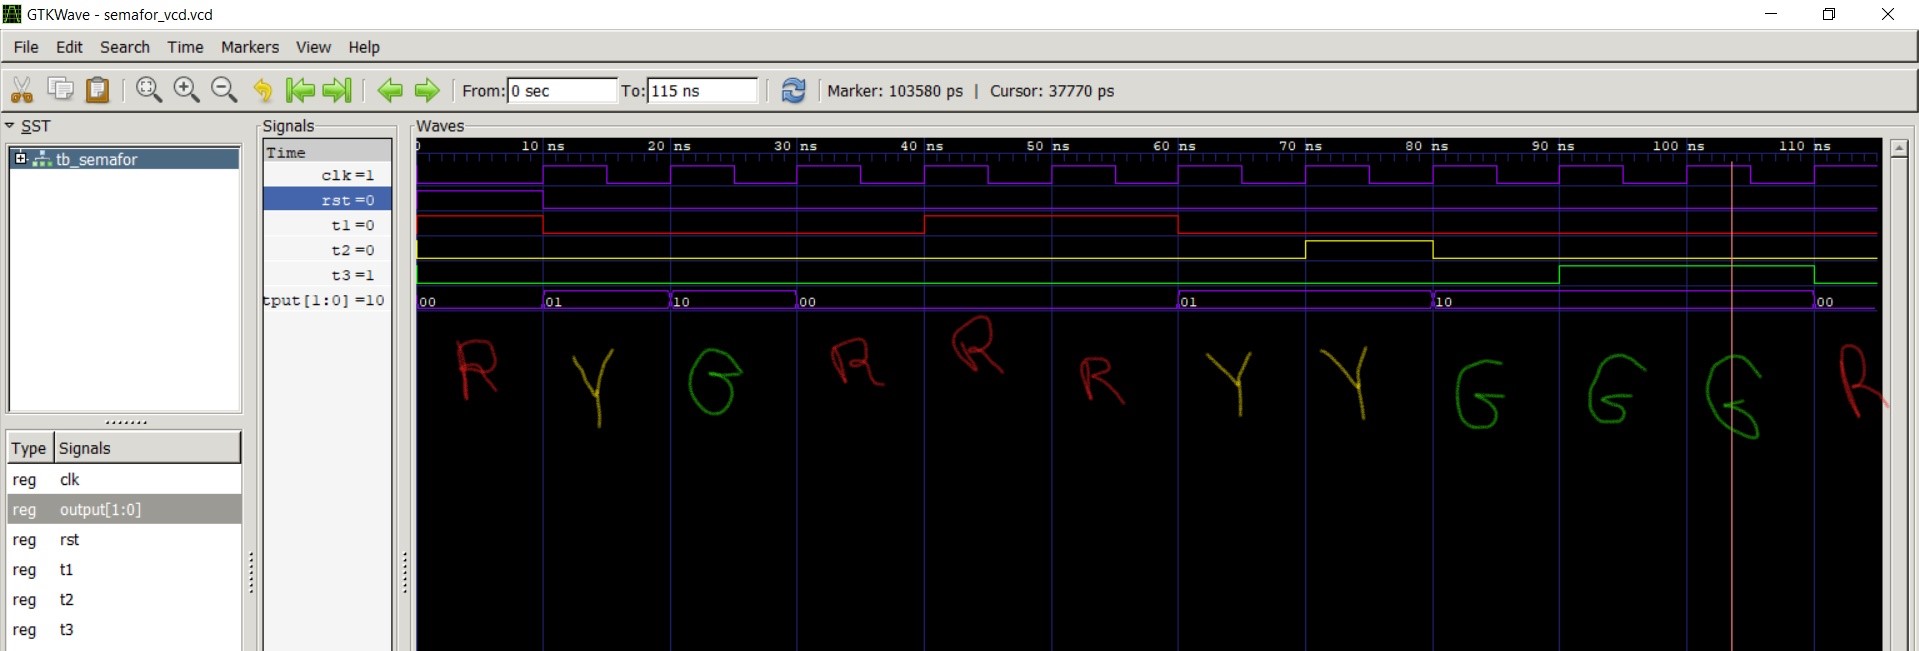 GTKWave - semafor_vcd.vcd
File Edit Search Time Markers View Help
From: 0 sec To: 115 ns Marker: 103580 ps | Cursor: 37770 ps
SST
tb_semafor
Type Signals
reg clk
reg output[1:0]
reg rst
reg t1
reg t2
reg t3
Signals
Time
clk =1
rst =0
t1 =0
t2 =0
t3 =1
tput[1:0] =10
Waves
0 10 ns 20 ns 30 ns 40 ns 50 ns 60 ns 70 ns 80 ns 90 ns 100 ns 110 ns
00 01 10 00 01 10 00
R Y G R R R Y Y G G G R